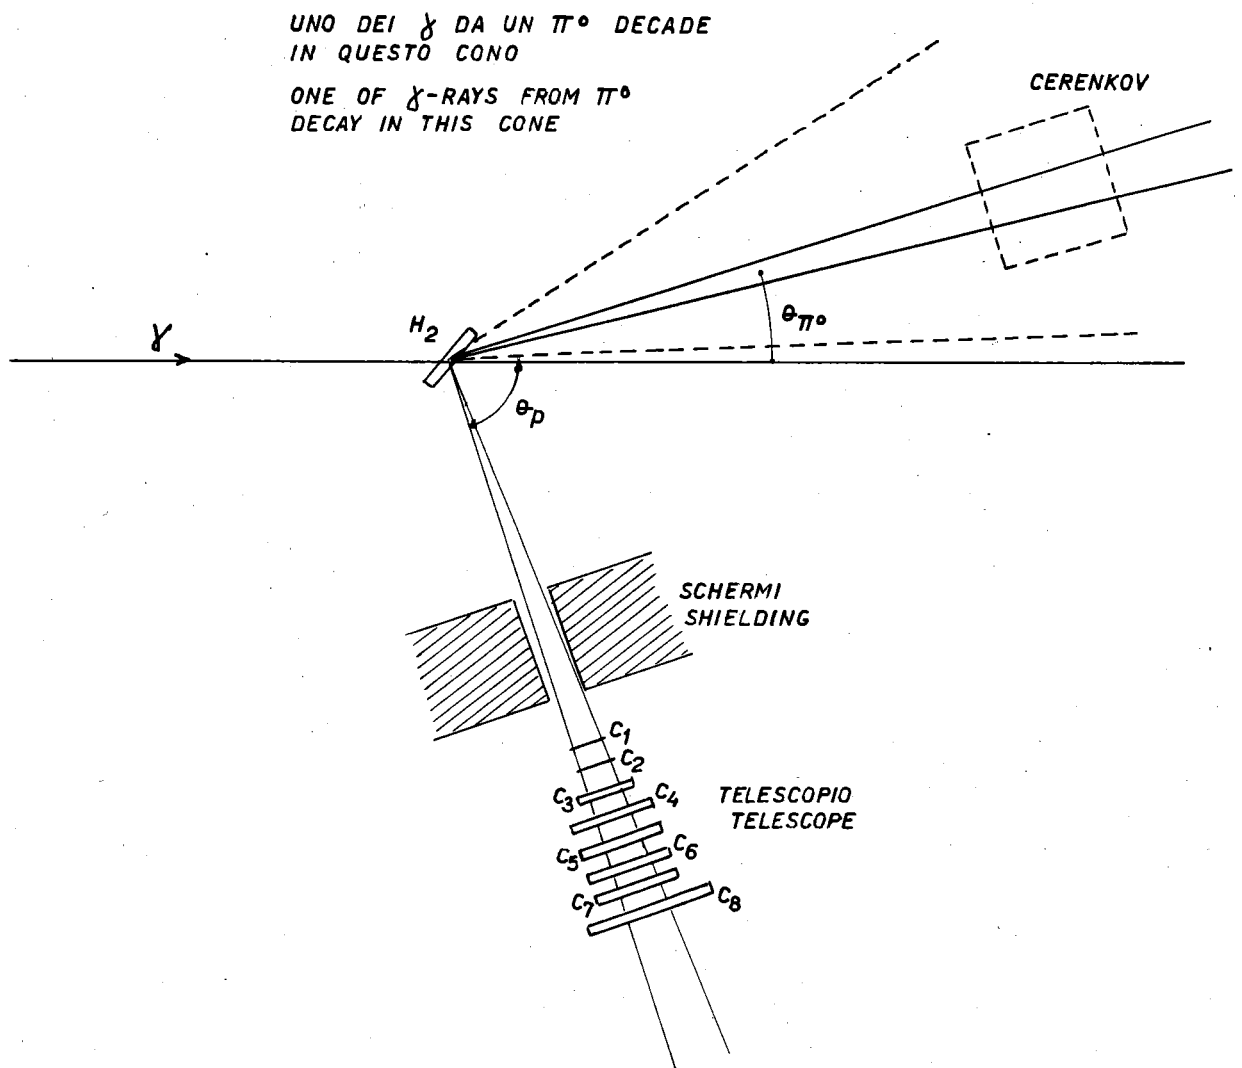 UNO DEI γ DA UN π° DECADE
IN QUESTO CONO
ONE OF γ-RAYS FROM π°
DECAY IN THIS CONE
CERENKOV
H₂
γ
θπ°
θp
SCHERMI
SHIELDING
C₁
C₂
C₃
C₄
TELESCOPIO
TELESCOPE
C₅
C₆
C₇
C₈